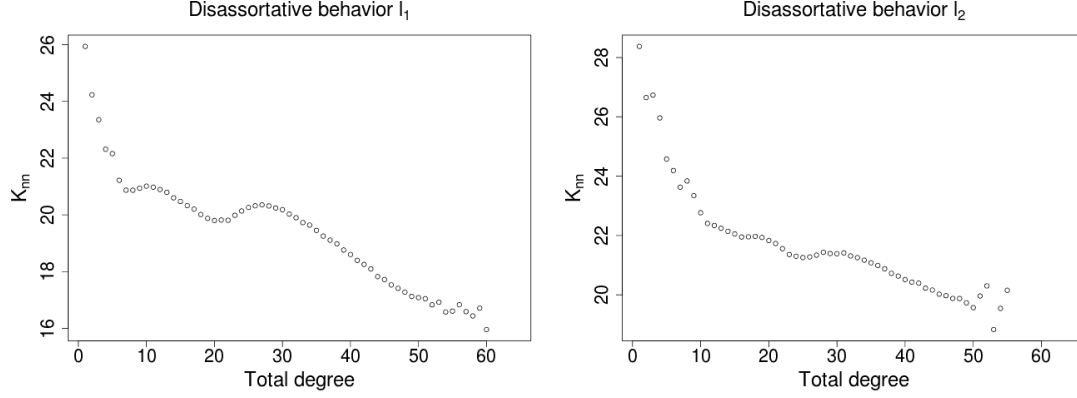 Disassortative behavior l₁
Kₙₙ
26
24
22
20
18
16
0 10 20 30 40 50 60
Total degree
Disassortative behavior l₂
Kₙₙ
28
26
24
22
20
0 10 20 30 40 50 60
Total degree